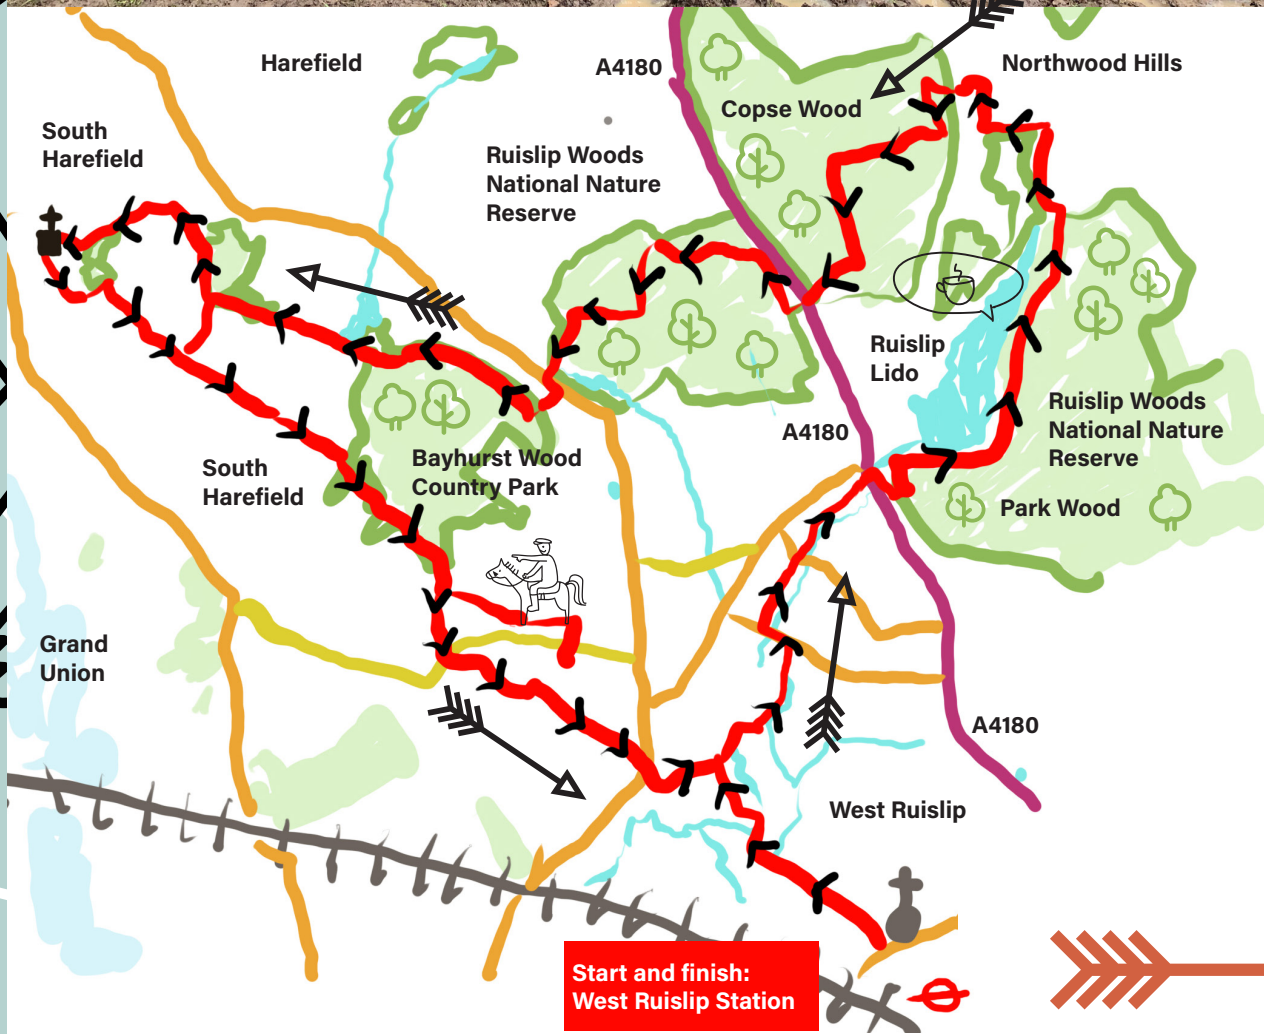 Harefield
A4180
Northwood Hills
Copse Wood
South
Harefield
Ruislip Woods
National Nature
Reserve
Ruislip
Lido
A4180
Ruislip Woods
National Nature
Reserve
Bayhurst Wood
Country Park
South
Harefield
Park Wood
Grand
Union
A4180
West Ruislip
Start and finish:
West Ruislip Station